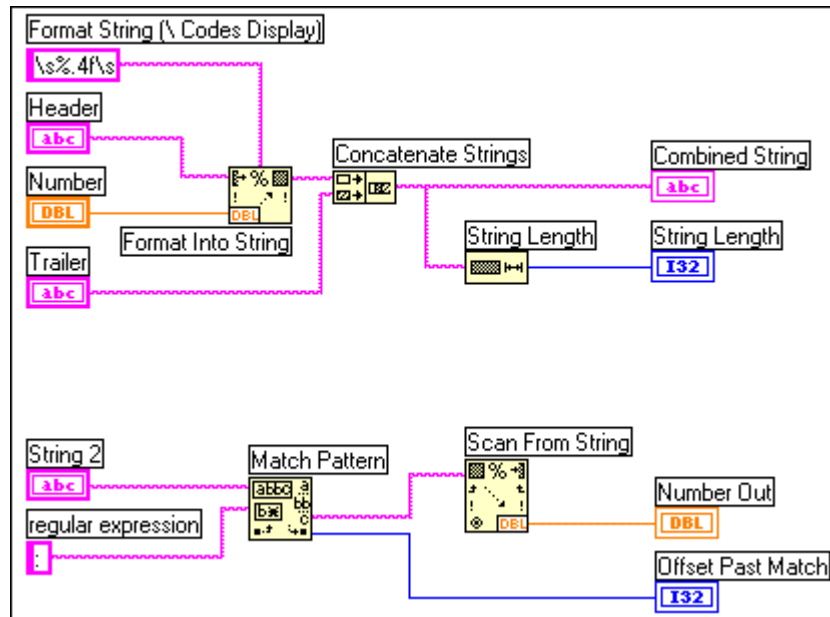 Format String (\ Codes Display)
\s%.4f\s
Header
abc
Number
DBL
Trailer
abc
%
DBL
Format Into String
Concatenate Strings
Combined String
abc
String Length
String Length
I32
String 2
abc
regular expression
:
Match Pattern
abbc
b*
a
bb
c
Scan From String
%
DBL
Number Out
DBL
Offset Past Match
I32